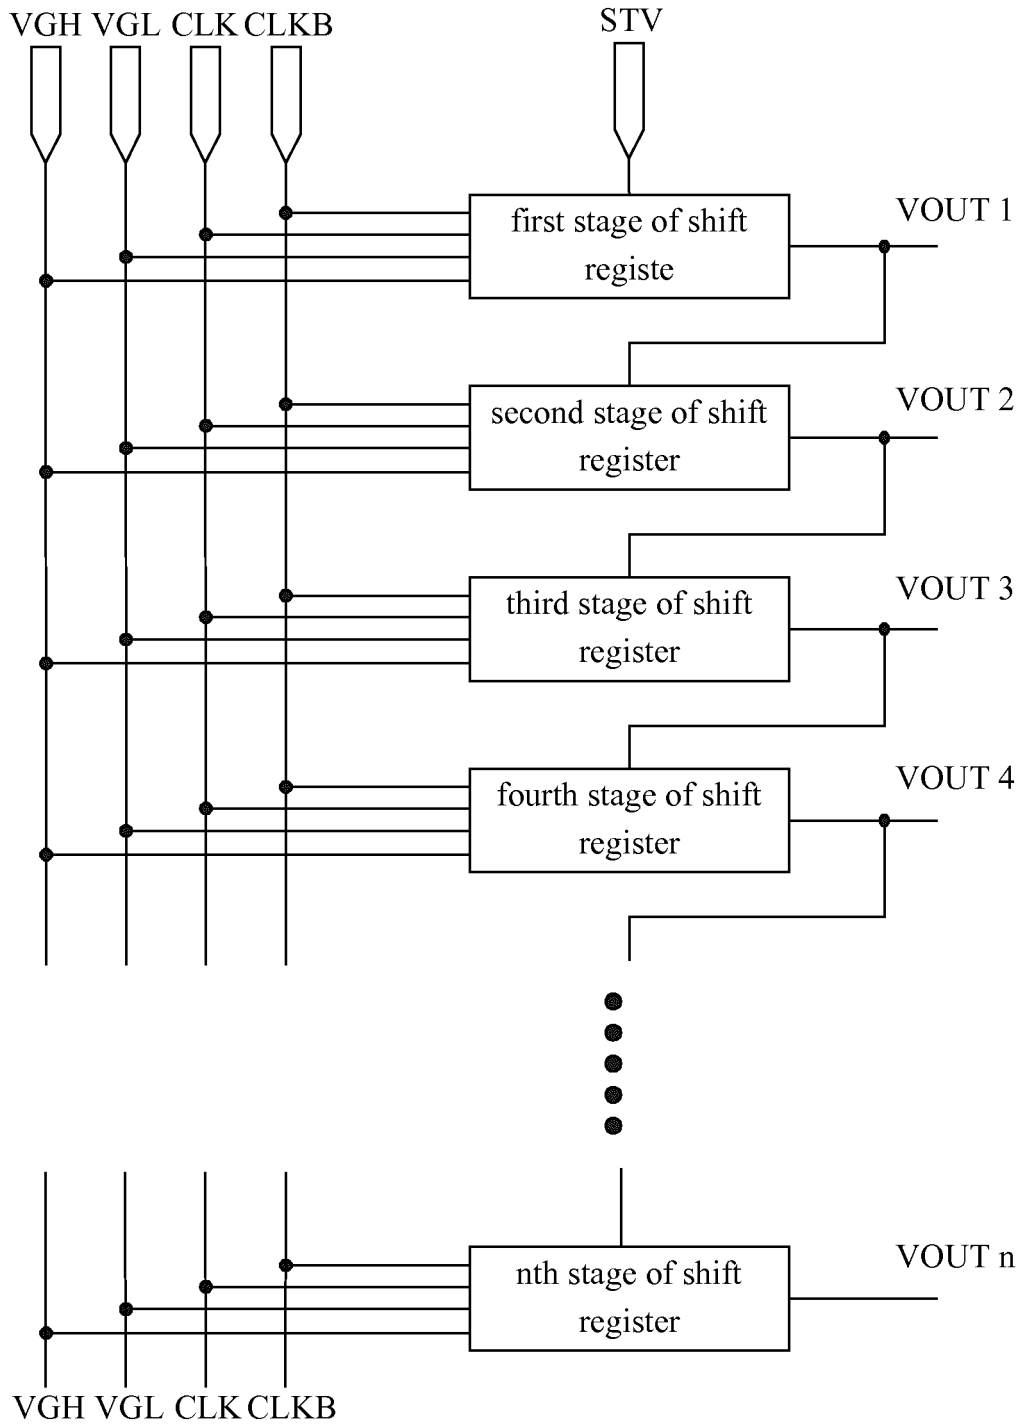 VGH VGL CLK CLKB
STV
first stage of shift
registe
VOUT 1
second stage of shift
register
VOUT 2
third stage of shift
register
VOUT 3
fourth stage of shift
register
VOUT 4
nth stage of shift
register
VOUT n
VGH VGL CLK CLKB